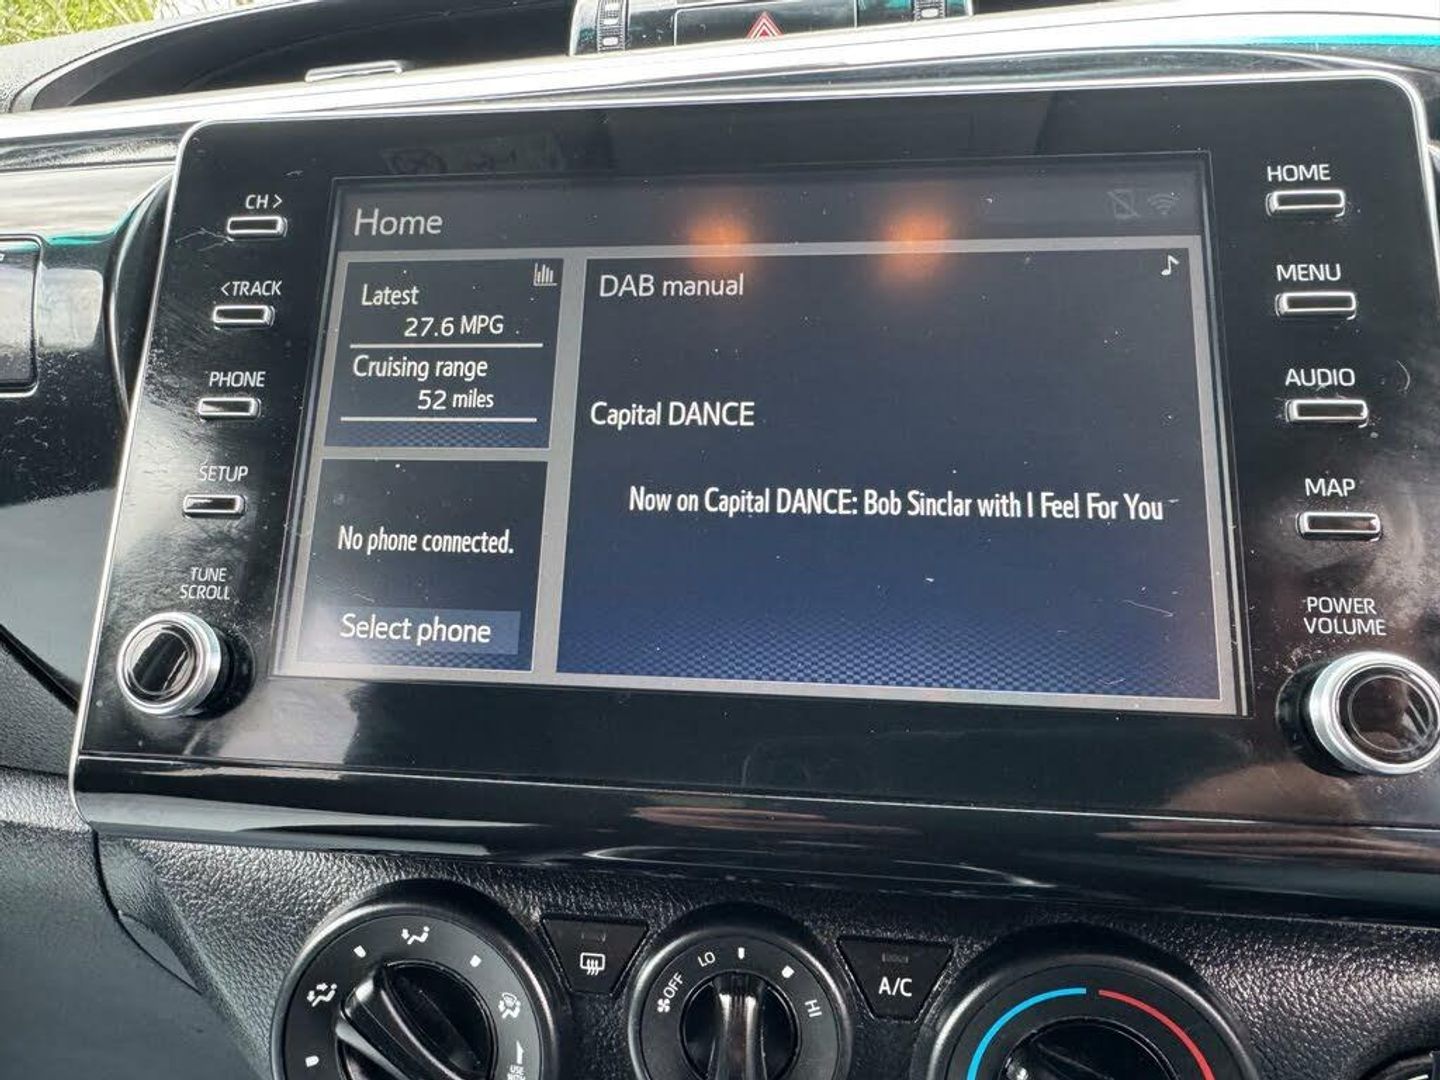 CH>
<TRACK
PHONE
SETUP
TUNE
SCROLL
Home
Latest
27.6 MPG
Cruising range
52 miles
No phone connected.
Select phone
DAB manual
Capital DANCE
Now on Capital DANCE: Bob Sinclar with I Feel For You
HOME
MENU
AUDIO
MAP
POWER
VOLUME
OFF
LO
HI
A/C